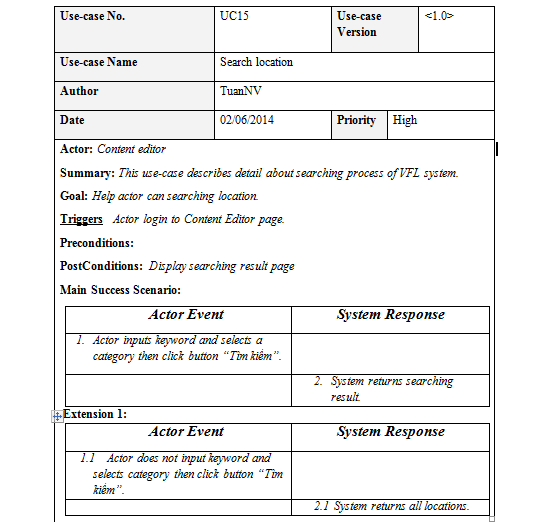 Use-case No. UC15 Use-case <1.0>
Version
Use-case Name Search location
Author TuanNV
Date 02/06/2014 Priority High
Actor: Content editor
Summary: This use-case describes detail about searching process of VFL system.
Goal: Help actor can searching location.
Triggers Actor login to Content Editor page.
Preconditions:
PostConditions: Display searching result page
Main Success Scenario:
Actor Event System Response
1. Actor inputs keyword and selects a
category then click button “Tìm kiếm”.
2. System returns searching
result.
Extension 1:
Actor Event System Response
1.1 Actor does not input keyword and
selects category then click button “Tìm
kiếm”.
2.1 System returns all locations.